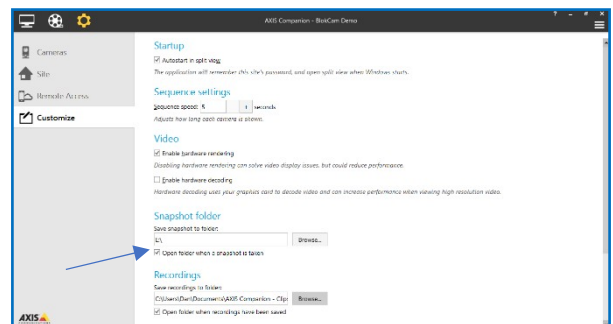 AXIS Companion - BlokCam Demo
?
Cameras
Site
Remote Access
Customize
Startup
Autostart in split view
The application will remember this site's password, and open split view when Windows starts.
Sequence settings
Sequence speed: 5 seconds
Adjusts how long each camera is shown.
Video
Enable hardware rendering
Disabling hardware rendering can solve video display issues, but could reduce performance.
Enable hardware decoding
Hardware decoding uses your graphics card to decode video and can increase performance when viewing high resolution video.
Snapshot folder
Save snapshot to folder:
Browse...
Open folder when a snapshot is taken
Recordings
Save recordings to folder:
C:\Users\Dart\Documents\AXIS Companion - Clips Browse...
Open folder when recordings have been saved
AXIS